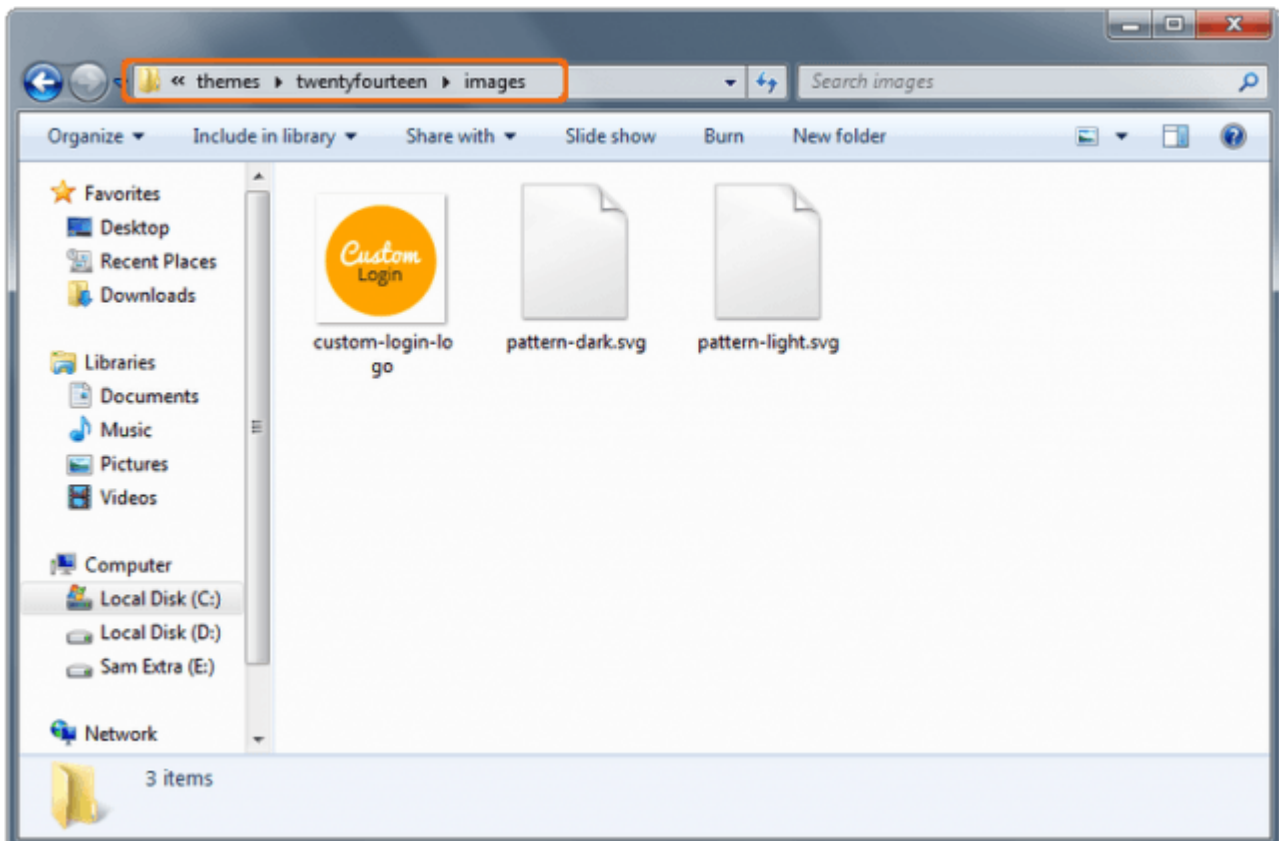 « themes ▸ twentyfourteen ▸ images
Search images
Organize Include in library Share with Slide show Burn New folder
Favorites
Desktop
Recent Places
Downloads
Libraries
Documents
Music
Pictures
Videos
Computer
Local Disk (C:)
Local Disk (D:)
Sam Extra (E:)
Network
Custom
Login
custom-login-lo
go
pattern-dark.svg
pattern-light.svg
3 items